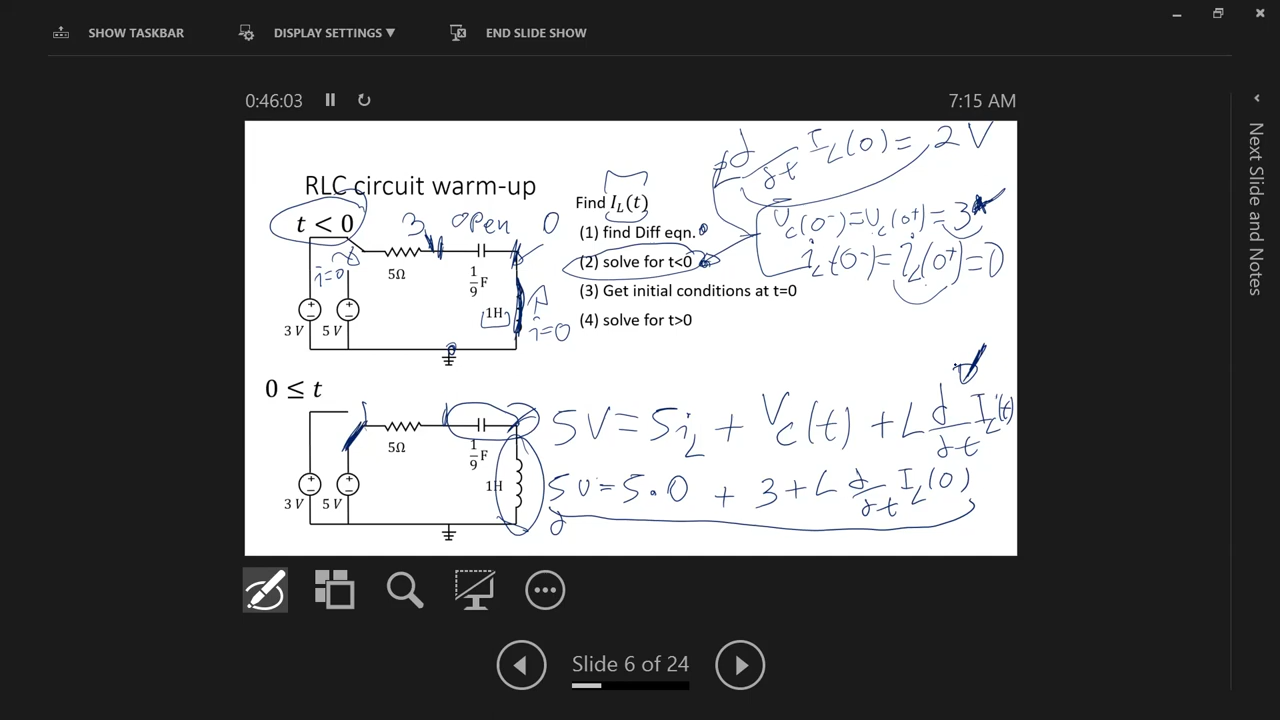 SHOW TASKBAR DISPLAY SETTINGS ▼ END SLIDE SHOW
0:46:03 7:15 AM
Next Slide and Notes
d/dt I_L(0) = 2 V
RLC circuit warm-up
Find I_L(t)
(1) find Diff eqn.
(2) solve for t<0
(3) Get initial conditions at t=0
(4) solve for t>0
V_c(0⁻)=V_c(0⁺)=3
i_L(0⁻)=i_L(0⁺)=0
t < 0
3 open 0
i=0
5Ω
1/9 F
1H
i=0
3 V 5 V
0 ≤ t
5Ω
1/9 F
1H
3 V 5 V
5V = 5i_L + V_c(t) + L d/dt I_L(t)
5v = 5.0 + 3 + L d/dt I_L(0)
Slide 6 of 24